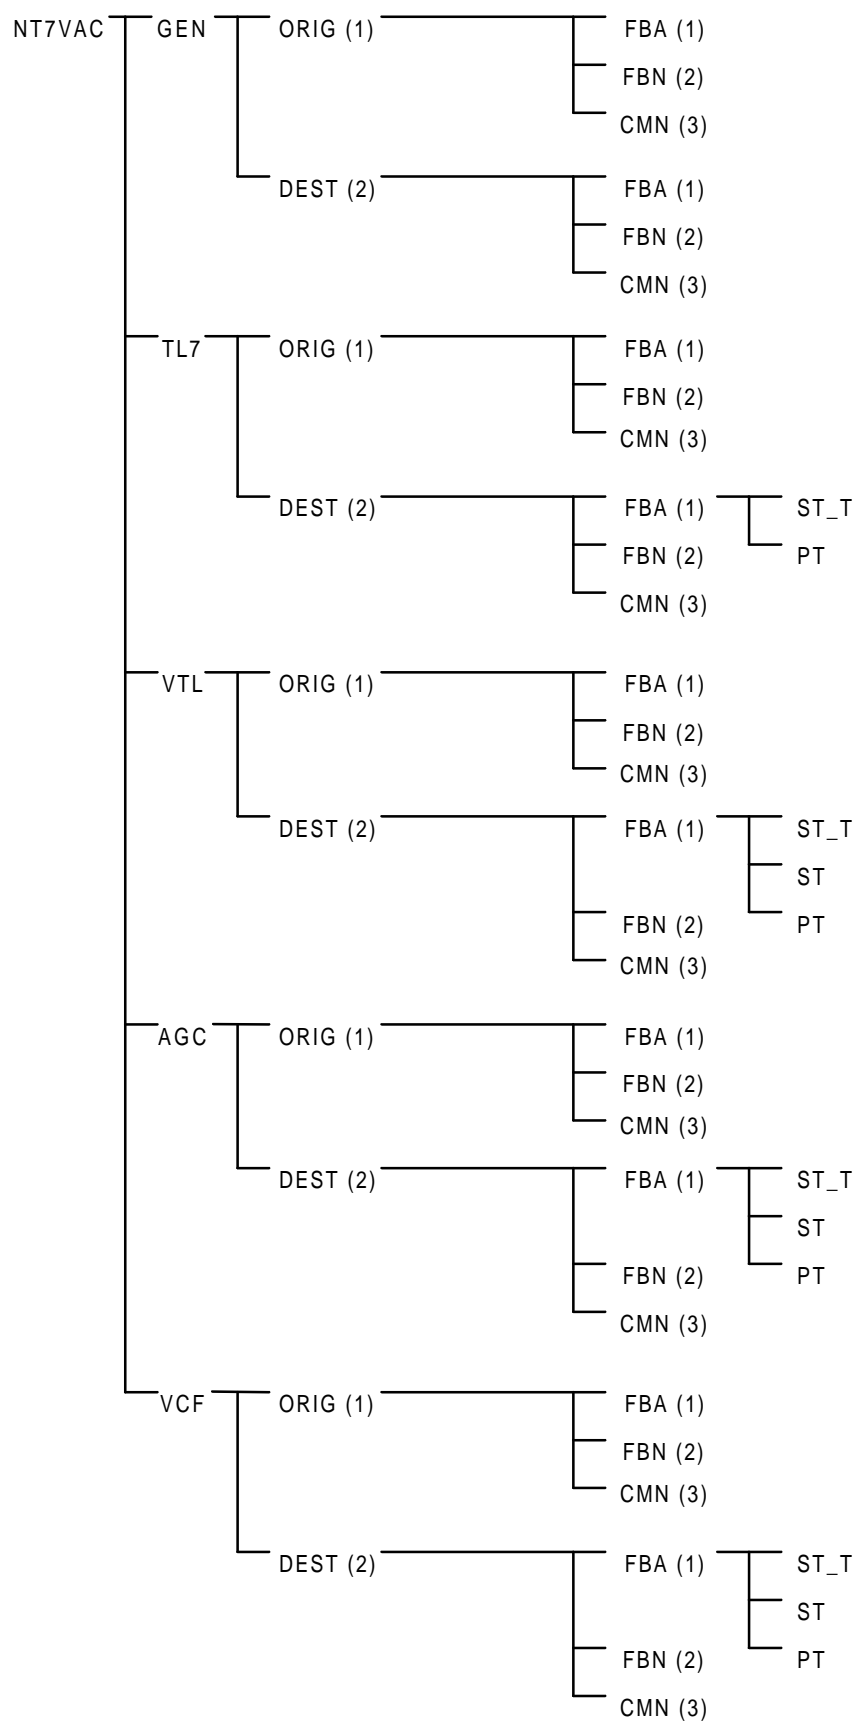 NT7VAC GEN ORIG (1) FBA (1)
FBN (2)
CMN (3)
DEST (2) FBA (1)
FBN (2)
CMN (3)
TL7 ORIG (1) FBA (1)
FBN (2)
CMN (3)
DEST (2) FBA (1) ST_T
FBN (2) PT
CMN (3)
VTL ORIG (1) FBA (1)
FBN (2)
CMN (3)
DEST (2) FBA (1) ST_T
ST
FBN (2) PT
CMN (3)
AGC ORIG (1) FBA (1)
FBN (2)
CMN (3)
DEST (2) FBA (1) ST_T
ST
FBN (2) PT
CMN (3)
VCF ORIG (1) FBA (1)
FBN (2)
CMN (3)
DEST (2) FBA (1) ST_T
ST
FBN (2) PT
CMN (3)